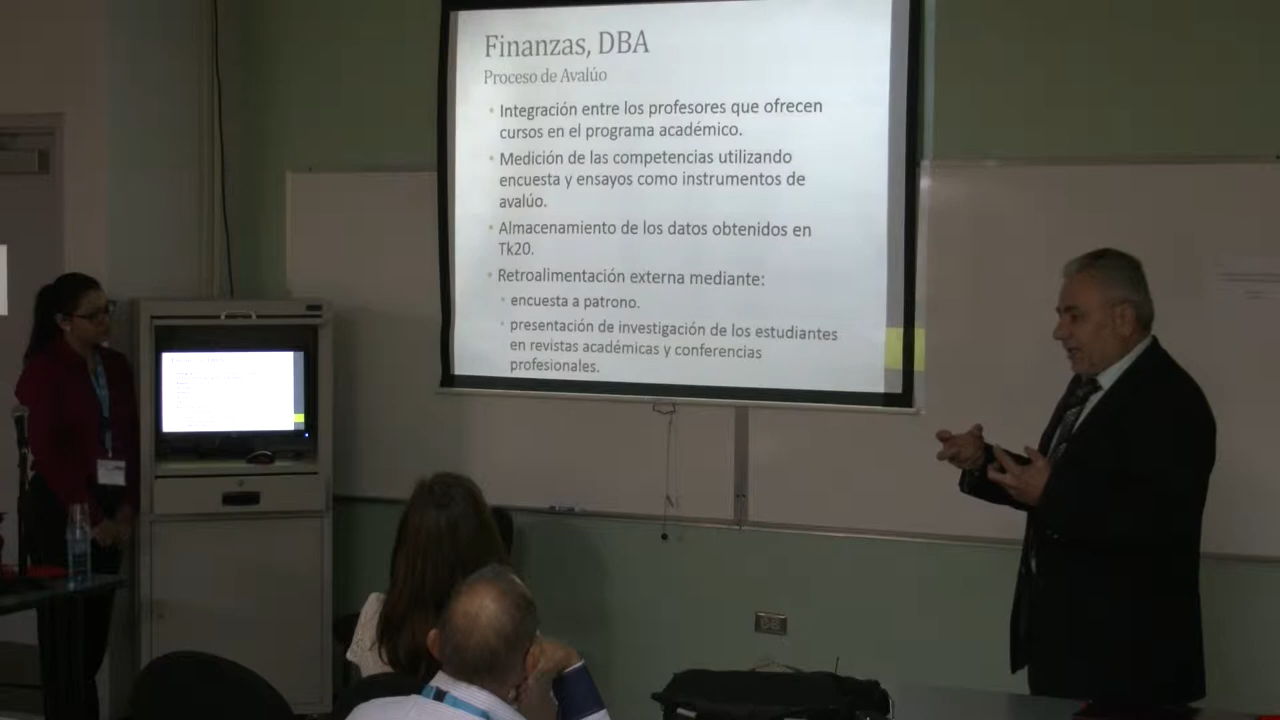 Finanzas, DBA
Proceso de Avalúo
• Integración entre los profesores que ofrecen
cursos en el programa académico.
• Medición de las competencias utilizando
encuesta y ensayos como instrumentos de
avalúo.
• Almacenamiento de los datos obtenidos en
Tk20.
• Retroalimentación externa mediante:
• encuesta a patrono.
• presentación de investigación de los estudiantes
en revistas académicas y conferencias
profesionales.